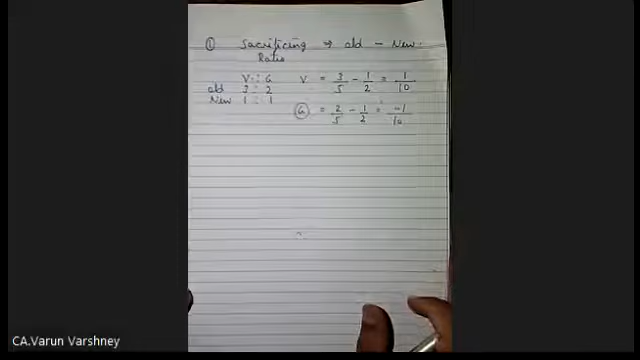 ① Sacrificing ⇒ old - New
Ratio
V : G
old 3 : 2
New 1 : 1
V = 3/5 - 1/2 = 1/10
G = 2/5 - 1/2 = -1/10
CA.Varun Varshney